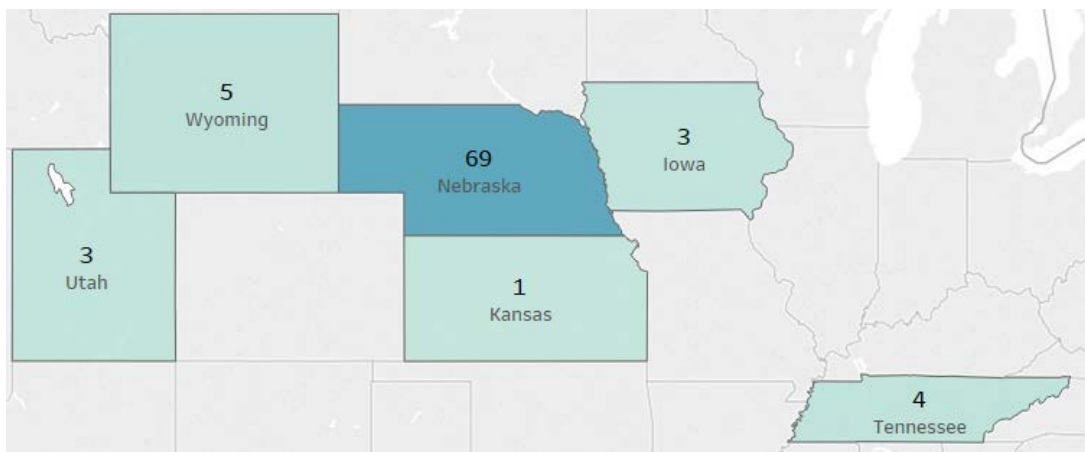 5
Wyoming
69
Nebraska
3
Iowa
3
Utah
1
Kansas
4
Tennessee